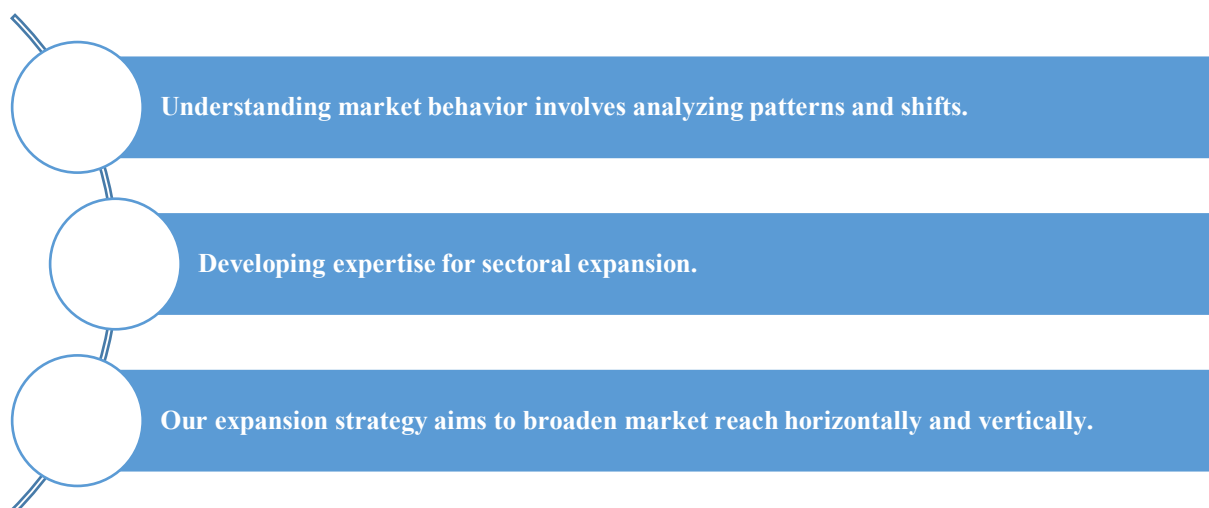 Understanding market behavior involves analyzing patterns and shifts.
Developing expertise for sectoral expansion.
Our expansion strategy aims to broaden market reach horizontally and vertically.